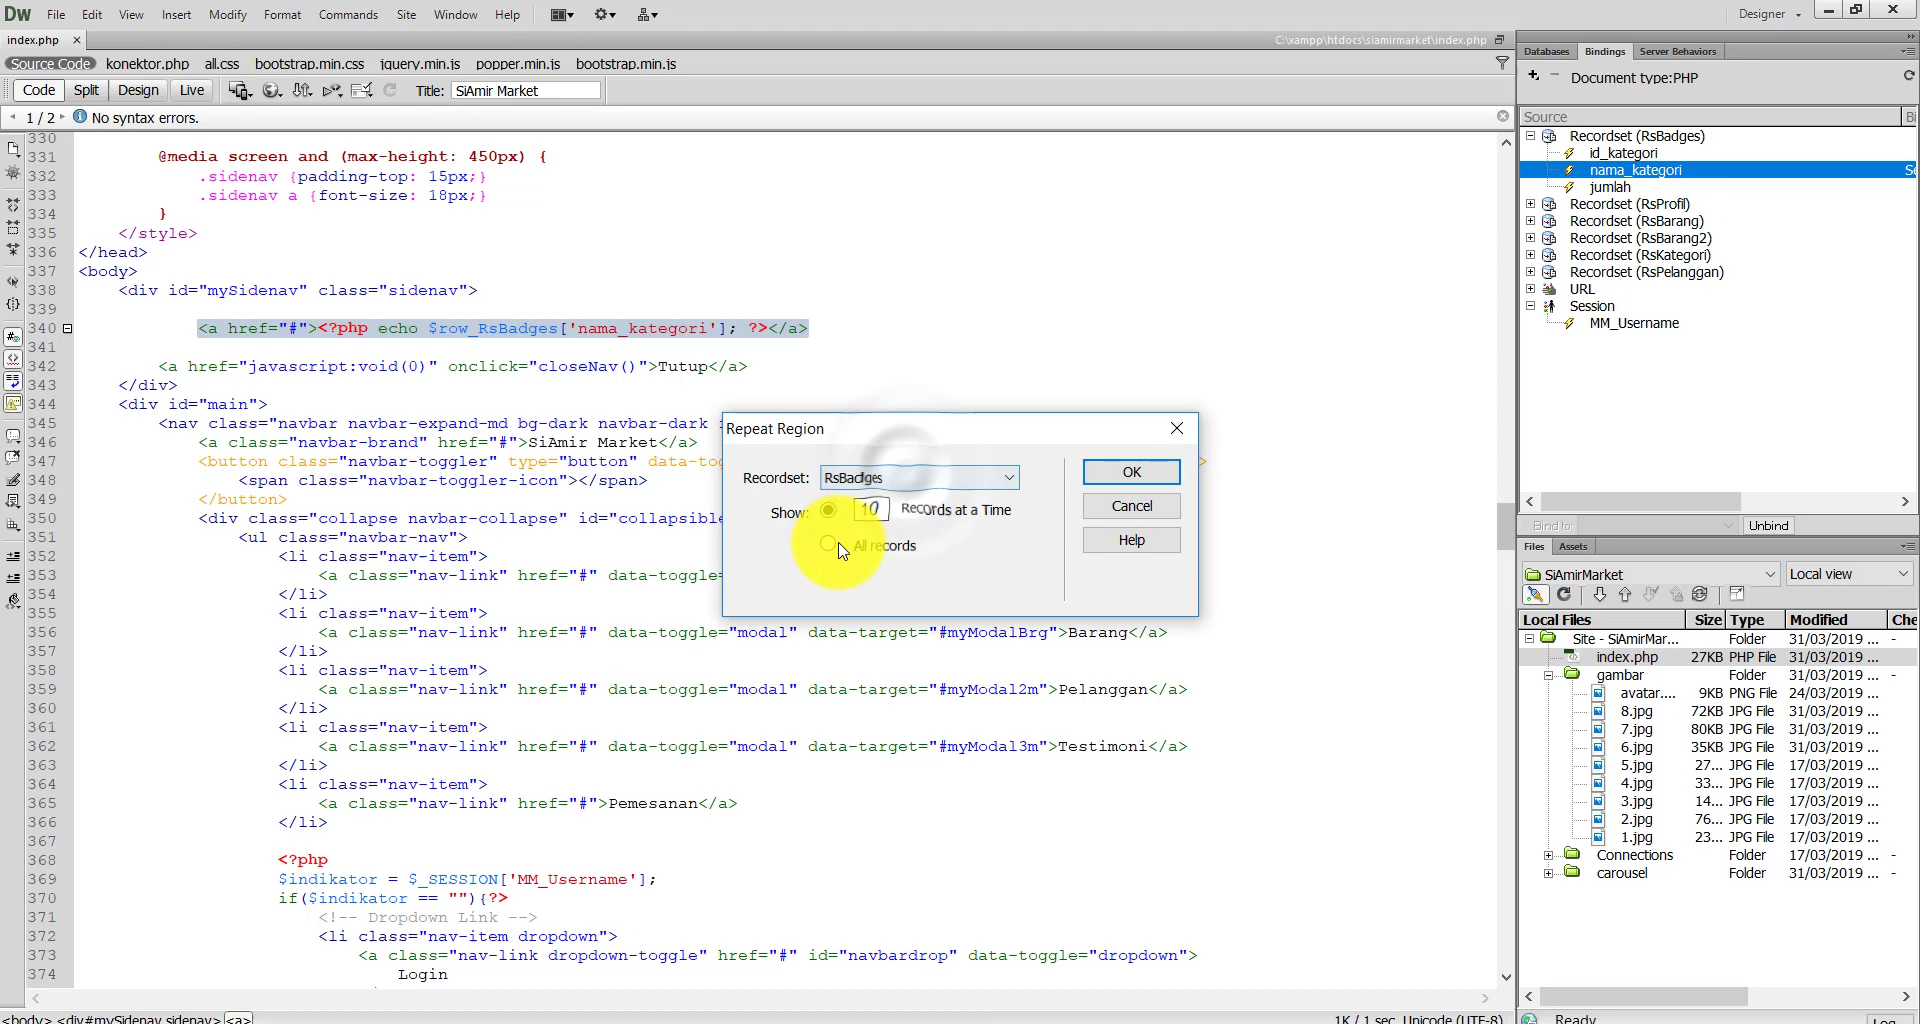 Dw File Edit View Insert Modify Format Commands Site Window Help Designer
index.php × C:\xampp\htdocs\siamirmarket\index.php
Source Code konektor.php all.css bootstrap.min.css jquery.min.js popper.min.js bootstrap.min.js
Code Split Design Live Title: SiAmir Market
1 / 2 No syntax errors.
330
331 @media screen and (max-height: 450px) {
332 .sidenav {padding-top: 15px;}
333 .sidenav a {font-size: 18px;}
334 }
335 </style>
336 </head>
337 <body>
338 <div id="mySidenav" class="sidenav">
339
340 <a href="#"><?php echo $row_RsBadges['nama_kategori']; ?></a>
341
342 <a href="javascript:void(0)" onclick="closeNav()">Tutup</a>
343 </div>
344 <div id="main">
345 <nav class="navbar navbar-expand-md bg-dark navbar-dark
346 <a class="navbar-brand" href="#">SiAmir Market</a>
347 <button class="navbar-toggler" type="button" >
348 <span class="navbar-toggler-icon"></span>
349 </button>
350 <div class="collapse navbar-collapse"
351 <ul class="navbar-nav">
352 <li class="nav-item">
353 <a class="nav-link" href="#" data-toggle=
354 </li>
355 <li class="nav-item">
356 <a class="nav-link" href="#" data-toggle="modal" data-target="#myModalBrg">Barang</a>
357 </li>
358 <li class="nav-item">
359 <a class="nav-link" href="#" data-toggle="modal" data-target="#myModal2m">Pelanggan</a>
360 </li>
361 <li class="nav-item">
362 <a class="nav-link" href="#" data-toggle="modal" data-target="#myModal3m">Testimoni</a>
363 </li>
364 <li class="nav-item">
365 <a class="nav-link" href="#">Pemesanan</a>
366 </li>
367
368 <?php
369 $indikator = $_SESSION['MM_Username'];
370 if($indikator == ""){?>
371 <!-- Dropdown Link -->
372 <li class="nav-item dropdown">
373 <a class="nav-link dropdown-toggle" href="#" id="navbardrop" data-toggle="dropdown">
374 Login
Repeat Region
Recordset: RsBadges OK
Show: 10 Records at a Time Cancel
All records Help
<body> <div#mySidenav.sidenav> <a> 1K / 1 sec Unicode (UTF-8)
Databases Bindings Server Behaviors
Document type:PHP
Source Bi
Recordset (RsBadges)
id_kategori
nama_kategori
jumlah
Recordset (RsProfil)
Recordset (RsBarang)
Recordset (RsBarang2)
Recordset (RsKategori)
Recordset (RsPelanggan)
URL
Session
MM_Username
Bind to: Unbind
Files Assets
SiAmirMarket Local view
Local Files Size Type Modified Che
Site - SiAmirMar... Folder 31/03/2019 ... -
index.php 27KB PHP File 31/03/2019 ...
gambar Folder 31/03/2019 ... -
avatar.... 9KB PNG File 24/03/2019 ...
8.jpg 72KB JPG File 31/03/2019 ...
7.jpg 80KB JPG File 31/03/2019 ...
6.jpg 35KB JPG File 31/03/2019 ...
5.jpg 27... JPG File 17/03/2019 ...
4.jpg 33... JPG File 17/03/2019 ...
3.jpg 14... JPG File 17/03/2019 ...
2.jpg 76... JPG File 17/03/2019 ...
1.jpg 23... JPG File 17/03/2019 ...
Connections Folder 17/03/2019 ... -
carousel Folder 31/03/2019 ... -
Ready